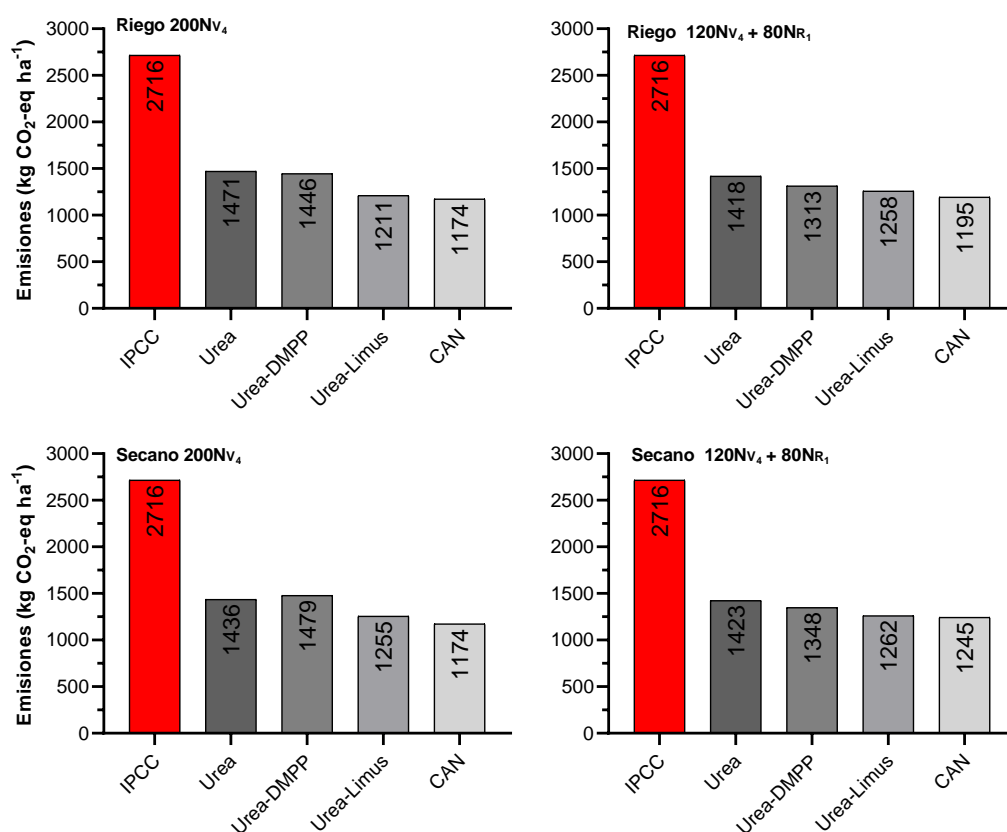 Riego 200NV₄
Emisiones (kg CO₂-eq ha⁻¹)
3000
2500
2000
1500
1000
500
0
2716
1471
1446
1211
1174
IPCC
Urea
Urea-DMPP
Urea-Limus
CAN
Riego 120NV₄ + 80NR₁
3000
2500
2000
1500
1000
500
0
2716
1418
1313
1258
1195
IPCC
Urea
Urea-DMPP
Urea-Limus
CAN
Secano 200NV₄
Emisiones (kg CO₂-eq ha⁻¹)
3000
2500
2000
1500
1000
500
0
2716
1436
1479
1255
1174
IPCC
Urea
Urea-DMPP
Urea-Limus
CAN
Secano 120NV₄ + 80NR₁
3000
2500
2000
1500
1000
500
0
2716
1423
1348
1262
1245
IPCC
Urea
Urea-DMPP
Urea-Limus
CAN